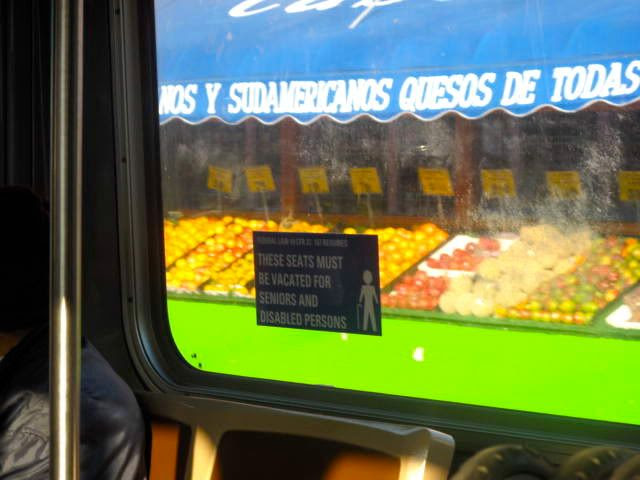 NOS Y SUDAMERICANOS QUESOS DE TODAS
THESE SEATS MUST
BE VACATED FOR
SENIORS AND
DISABLED PERSONS